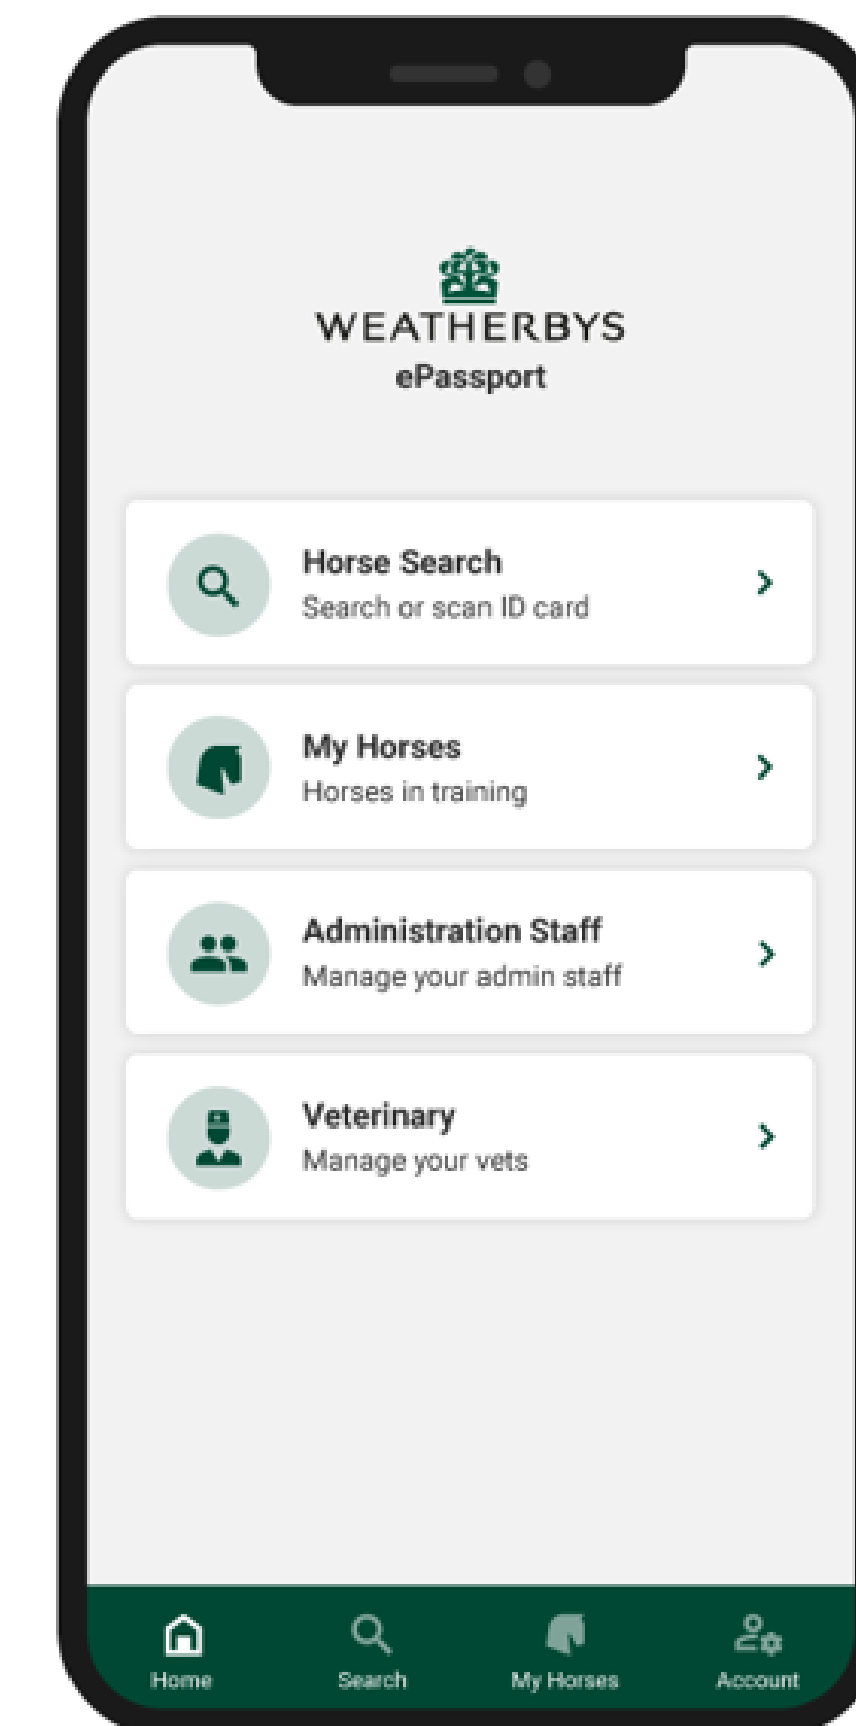 WEATHERBYS
ePassport
Horse Search
Search or scan ID card
My Horses
Horses in training
Administration Staff
Manage your admin staff
Veterinary
Manage your vets
Home
Search
My Horses
Account